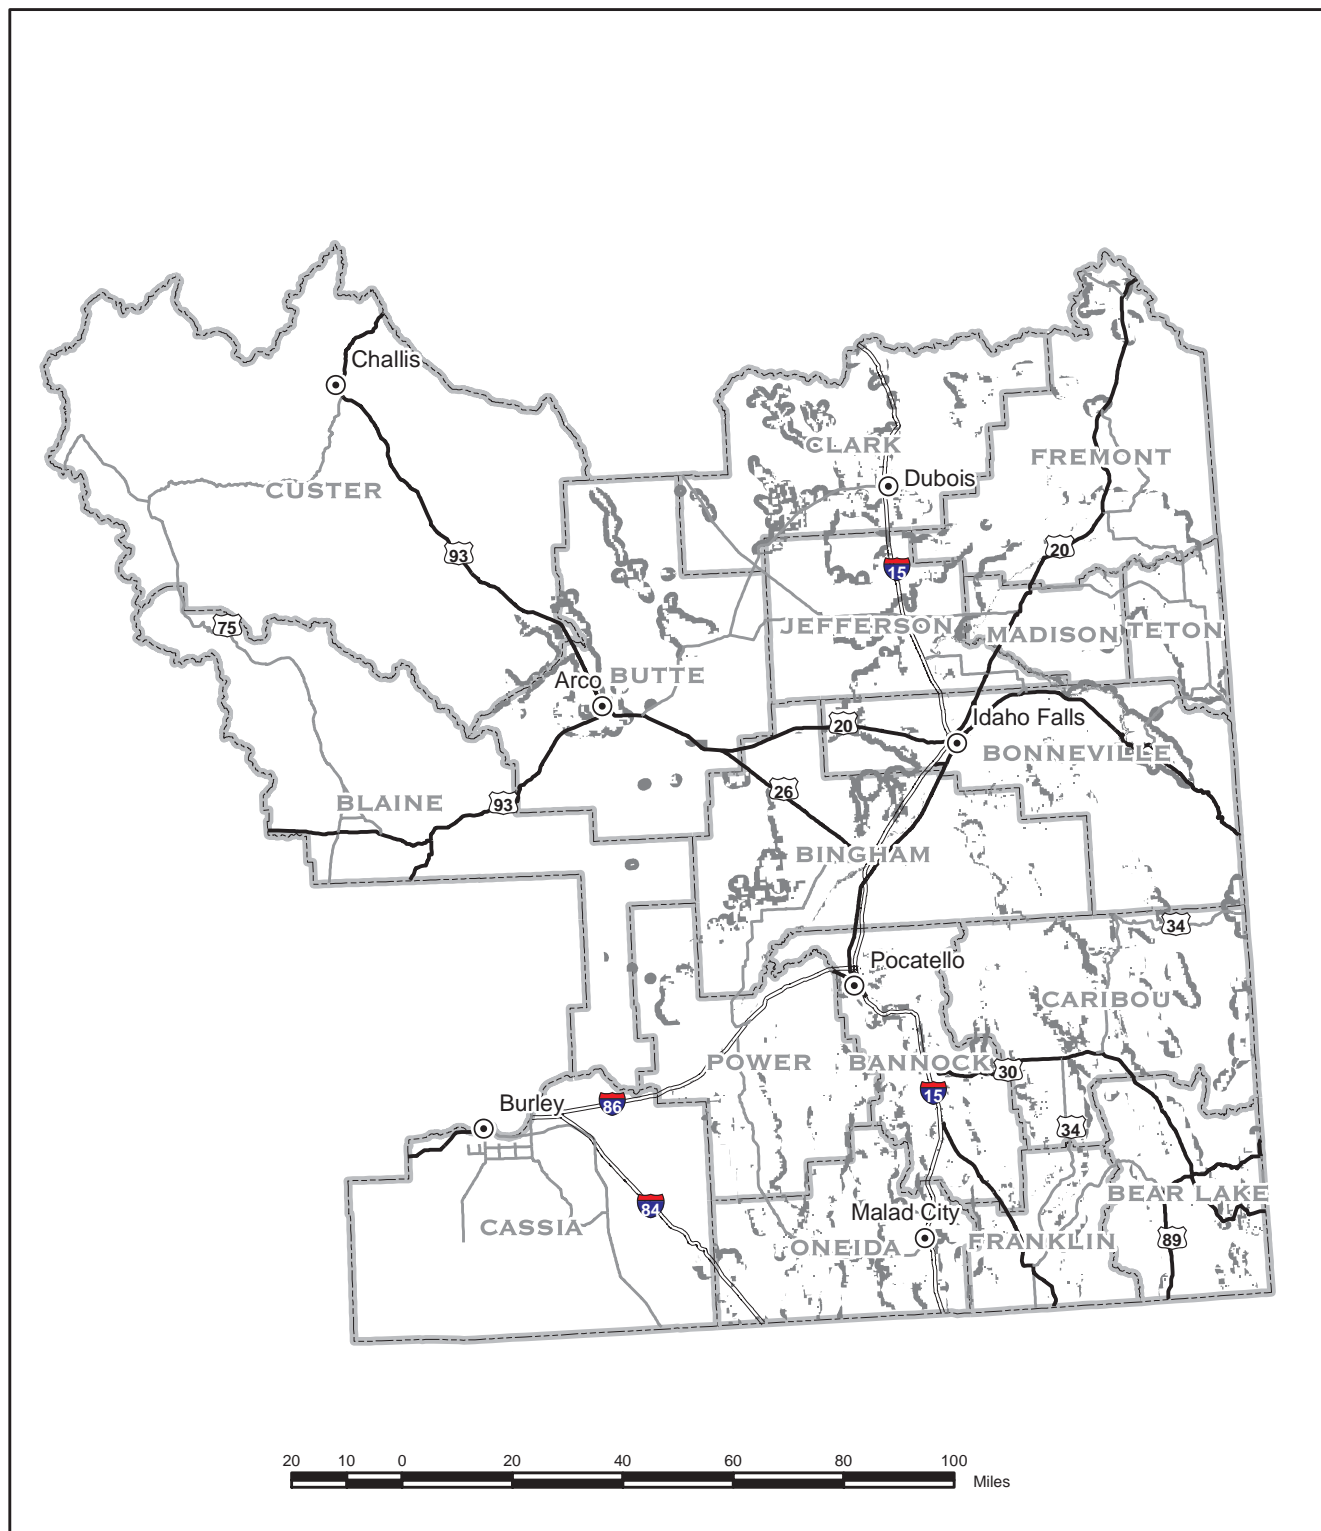 Challis
CLARK
FREMONT
Dubois
CUSTER
93
20
15
75
JEFFERSON
MADISON
TETON
Arco
BUTTE
Idaho Falls
20
BONNEVILLE
93
26
BLAINE
BINGHAM
34
Pocatello
CARIBOU
POWER
BANNOCK
30
15
86
Burley
34
BEAR LAKE
84
Malad City
CASSIA
ONEIDA
FRANKLIN
89
20 10 0 20 40 60 80 100
Miles